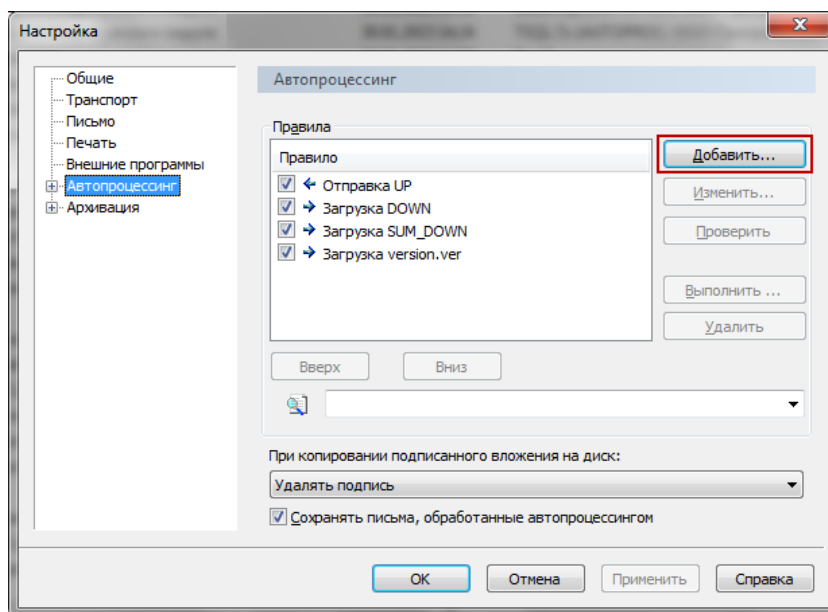 Настройка
Общие
Транспорт
Письмо
Печать
Внешние программы
Автопроцессинг
Архивация
Автопроцессинг
Правила
Правило
Отправка UP
Загрузка DOWN
Загрузка SUM_DOWN
Загрузка version.ver
Добавить...
Изменить...
Проверить
Выполнить ...
Удалить
Вверх Вниз
При копировании подписанного вложения на диск:
Удалять подпись
Сохранять письма, обработанные автопроцессингом
OK Отмена Применить Справка